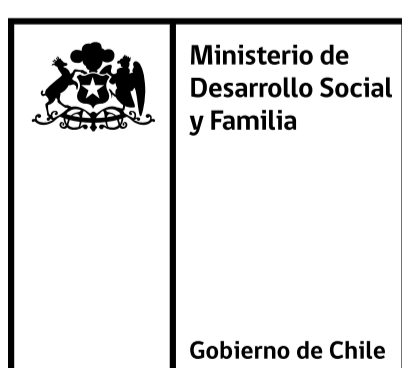 Ministerio de
Desarrollo Social
y Familia
Gobierno de Chile